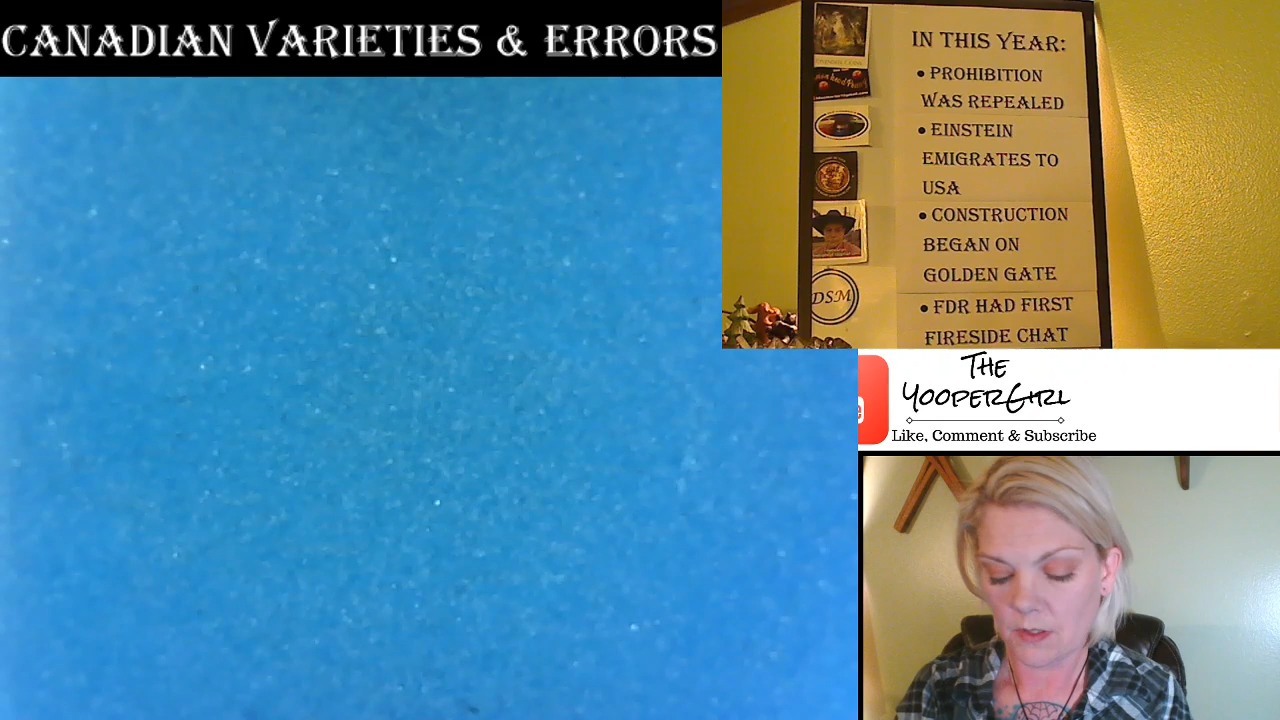 CANADIAN VARIETIES & ERRORS
IN THIS YEAR:
• PROHIBITION
WAS REPEALED
• EINSTEIN
EMIGRATES TO
USA
• CONSTRUCTION
BEGAN ON
GOLDEN GATE
• FDR HAD FIRST
FIRESIDE CHAT
DSM
THE
YOOPERGIRL
Like, Comment & Subscribe